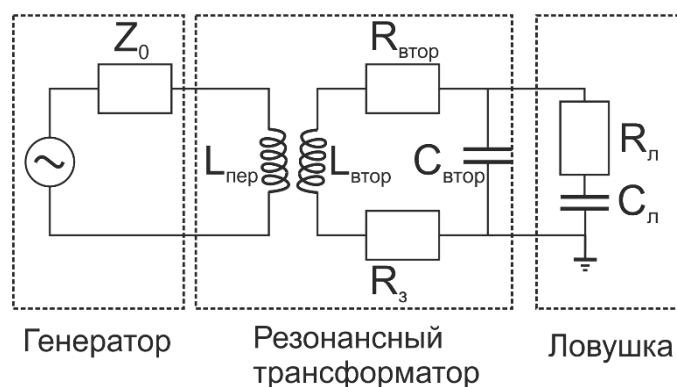 Z₀
Rвтор
Lпер
Lвтор
Cвтор
Rл
Cл
Rз
Генератор
Резонансный
трансформатор
Ловушка